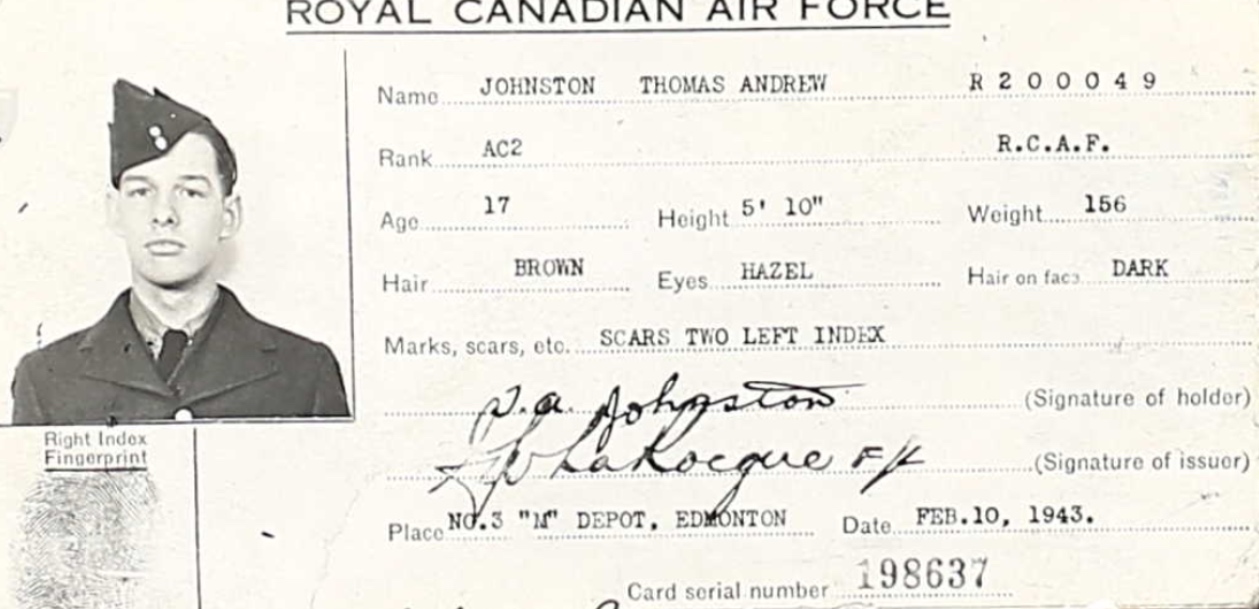 ROYAL CANADIAN AIR FORCE
Name JOHNSTON THOMAS ANDREW R 2 0 0 0 4 9
Rank AC2 R.C.A.F.
Age 17 Height 5' 10" Weight 156
Hair BROWN Eyes HAZEL Hair on face DARK
Marks, scars, etc. SCARS TWO LEFT INDEX
T.A. Johnston (Signature of holder)
LaRocque F/L (Signature of issuer)
Right Index
Fingerprint
Place NO.3 "M" DEPOT, EDMONTON Date FEB.10, 1943.
Card serial number 198637